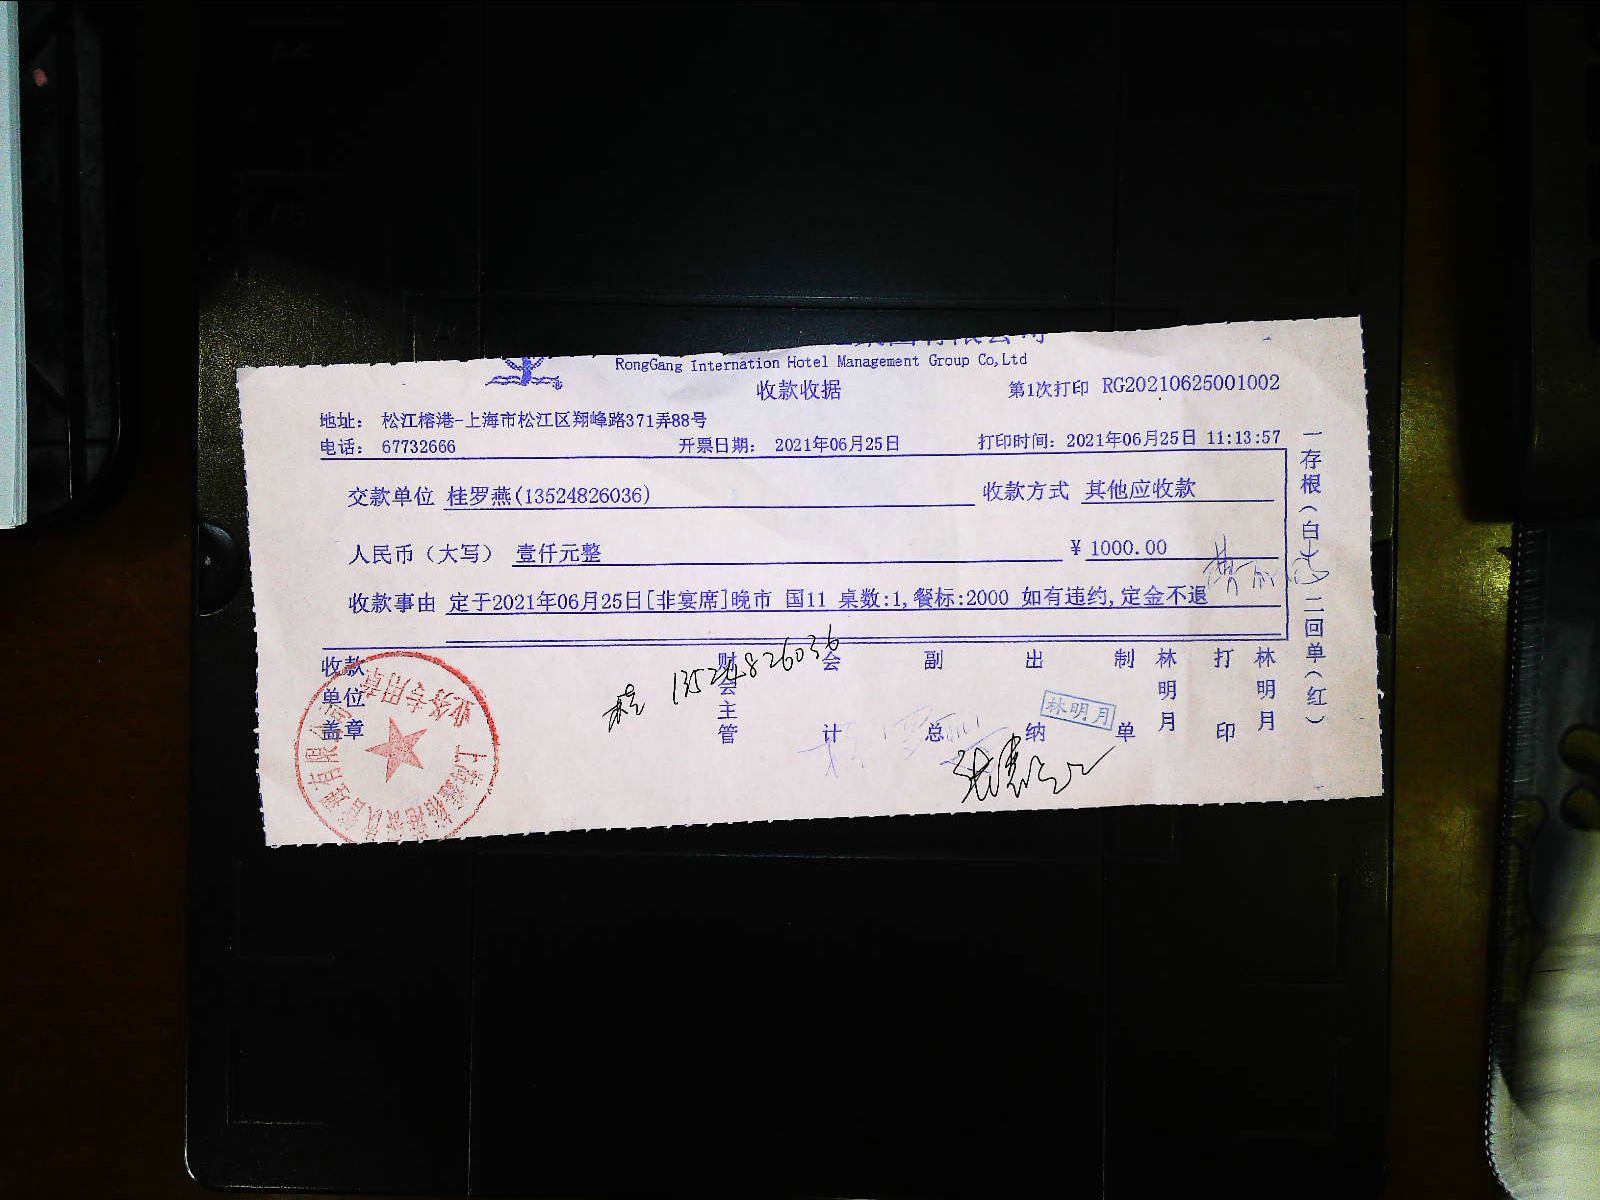 RongGang Internation Hotel Management Group Co,Ltd
收款收据
第1次打印 RG20210625001002
地址： 松江榕港-上海市松江区翔峰路371弄88号
电话： 67732666 开票日期： 2021年06月25日 打印时间：2021年06月25日 11:13:57
交款单位 桂罗燕(13524826036) 收款方式 其他应收款
人民币（大写） 壹仟元整 ¥ 1000.00
收款事由 定于2021年06月25日[非宴席]晚市 国11 桌数:1,餐标:2000 如有违约,定金不退
一存根(白) 二回单(红)
收款单位盖章
财会主管
会计
副总
出纳
制单
林明月
打印
林明月
13524826036
林明月
业务专用章